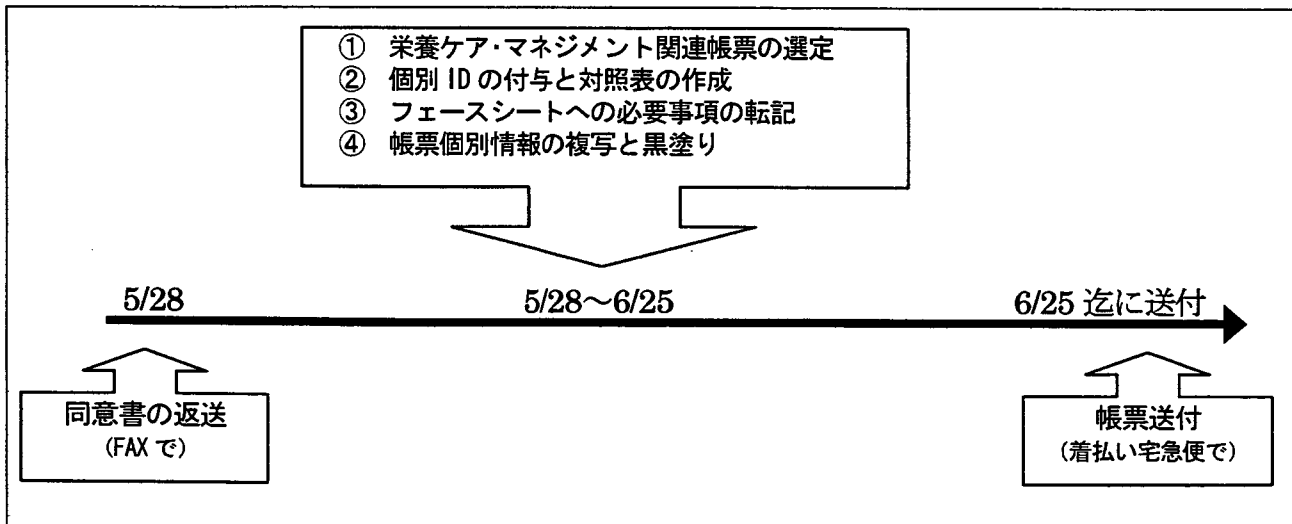 ① 栄養ケア・マネジメント関連帳票の選定
② 個別 ID の付与と対照表の作成
③ フェースシートへの必要事項の転記
④ 帳票個別情報の複写と黒塗り
5/28
5/28～6/25
6/25 迄に送付
同意書の返送
(FAX で)
帳票送付
(着払い宅急便で)